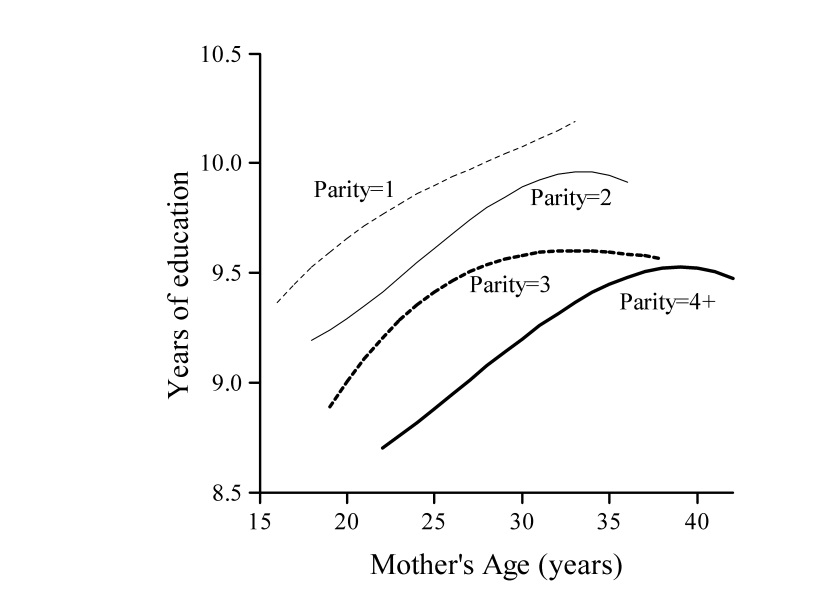 10.5
10.0
Parity=1
Parity=2
9.5
Parity=3
Parity=4+
9.0
8.5
15 20 25 30 35 40
Years of education
Mother's Age (years)